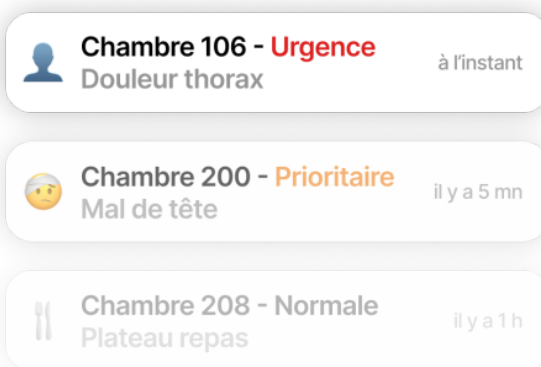 Chambre 106 - Urgence
à l'instant
Douleur thorax
Chambre 200 - Prioritaire
il y a 5 mn
Mal de tête
Chambre 208 - Normale
il y a 1 h
Plateau repas